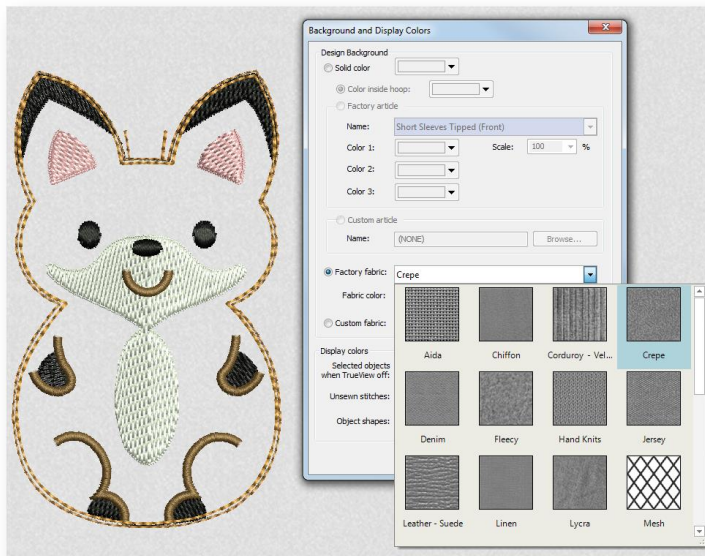 Background and Display Colors
Design Background
Solid color
Color inside hoop:
Factory article
Name: Short Sleeves Tipped (Front)
Color 1: Scale: 100 %
Color 2:
Color 3:
Custom article
Name: (NONE) Browse...
Factory fabric: Crepe
Fabric color:
Custom fabric:
Display colors
Selected objects
when TrueView off:
Unsewn stitches:
Object shapes:
Aida Chiffon Corduroy - Vel... Crepe
Denim Fleecy Hand Knits Jersey
Leather - Suede Linen Lycra Mesh